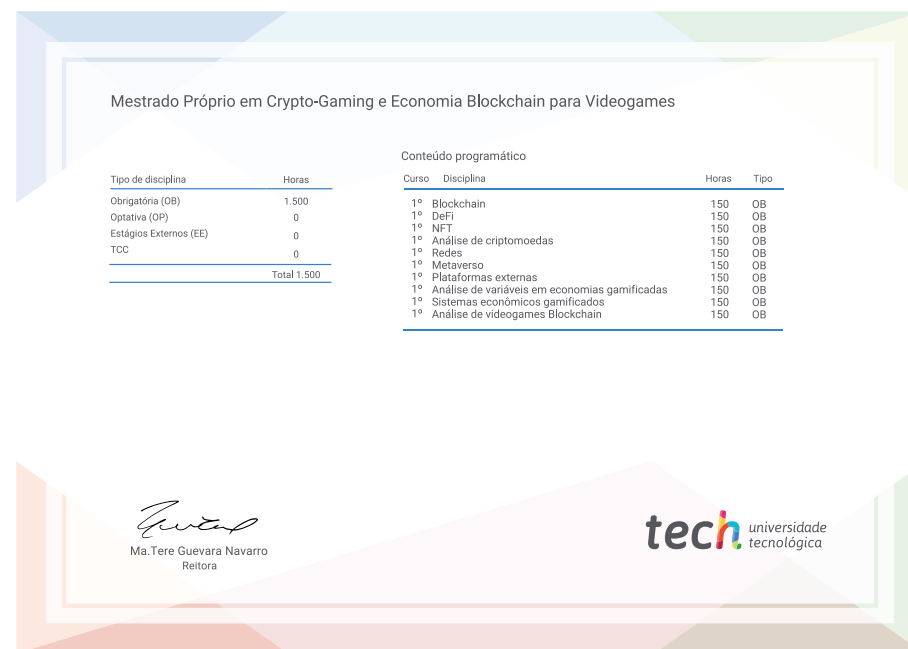 Mestrado Próprio em Crypto-Gaming e Economia Blockchain para Videogames
Tipo de disciplina Horas
Obrigatória (OB) 1.500
Optativa (OP) 0
Estágios Externos (EE) 0
TCC 0
Total 1.500
Conteúdo programático
Curso Disciplina Horas Tipo
1º Blockchain 150 OB
1º DeFi 150 OB
1º NFT 150 OB
1º Análise de criptomoedas 150 OB
1º Redes 150 OB
1º Metaverso 150 OB
1º Plataformas externas 150 OB
1º Análise de variáveis em economias gamificadas 150 OB
1º Sistemas econômicos gamificados 150 OB
1º Análise de videogames Blockchain 150 OB
Ma.Tere Guevara Navarro
Reitora
tech universidade
tecnológica